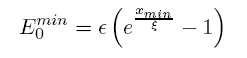 $E_0^{min} = \epsilon \left( e^{\frac{x_{min}}{\xi}} - 1 \right)$